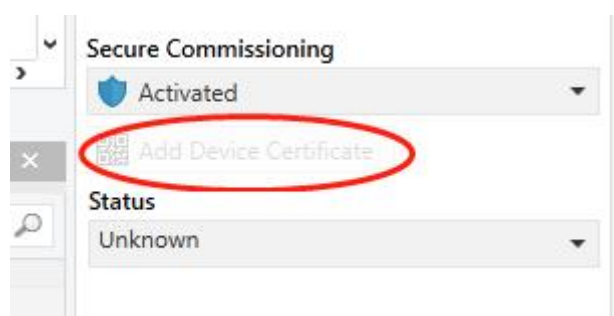 Secure Commissioning
Activated
Add Device Certificate
Status
Unknown